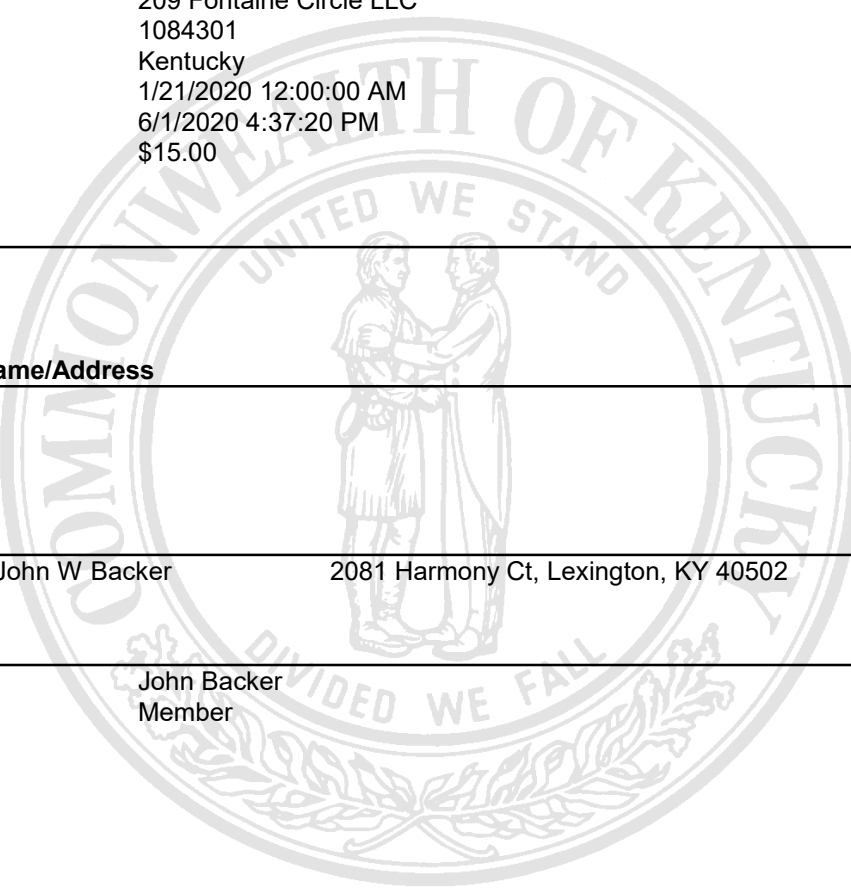 209 Fontaine Circle LLC
1084301
Kentucky
1/21/2020 12:00:00 AM
6/1/2020 4:37:20 PM
$15.00
COMMONWEALTH OF KENTUCKY
UNITED WE STAND
ame/Address
John W Backer 2081 Harmony Ct, Lexington, KY 40502
DIVIDED WE FALL
John Backer
Member